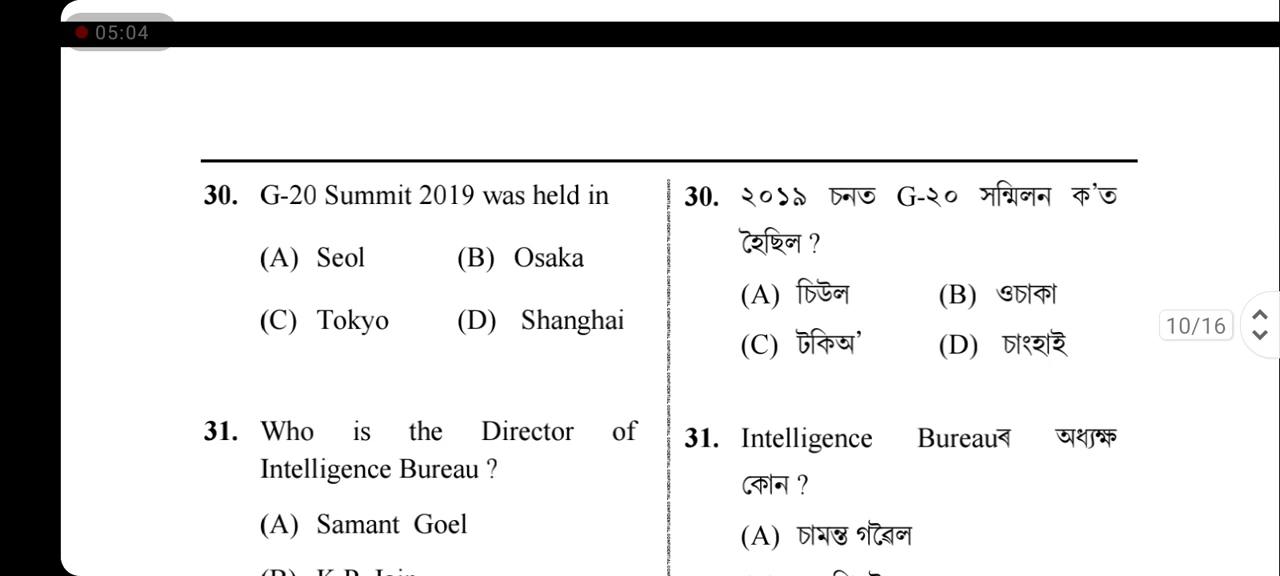 05:04
30. G-20 Summit 2019 was held in
(A) Seol (B) Osaka
(C) Tokyo (D) Shanghai
31. Who is the Director of
Intelligence Bureau ?
(A) Samant Goel
30. ২০১৯ চনত G-২০ সন্মিলন ক’ত
হৈছিল ?
(A) চিউল (B) ওচাকা
(C) টকিঅ’ (D) চাংহাই
31. Intelligence Bureauৰ অধ্যক্ষ
কোন ?
(A) চামন্ত গৱৈল
10/16